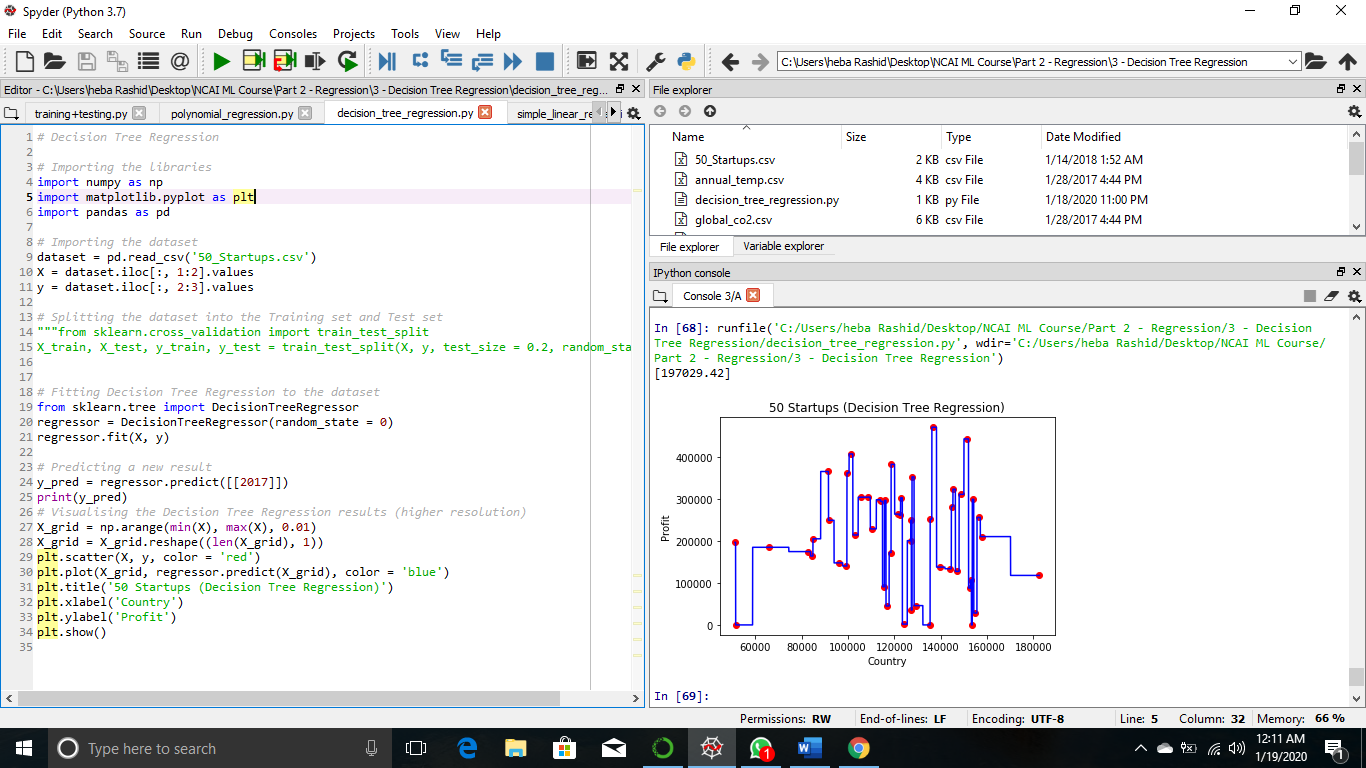 Spyder (Python 3.7)
File Edit Search Source Run Debug Consoles Projects Tools View Help
C:\Users\heba Rashid\Desktop\NCAI ML Course\Part 2 - Regression\3 - Decision Tree Regression
Editor - C:\Users\heba Rashid\Desktop\NCAI ML Course\Part 2 - Regression\3 - Decision Tree Regression\decision_tree_reg...
training+testing.py polynomial_regression.py decision_tree_regression.py simple_linear_re
1 # Decision Tree Regression
2
3 # Importing the libraries
4 import numpy as np
5 import matplotlib.pyplot as plt
6 import pandas as pd
7
8 # Importing the dataset
9 dataset = pd.read_csv('50_Startups.csv')
10 X = dataset.iloc[:, 1:2].values
11 y = dataset.iloc[:, 2:3].values
12
13 # Splitting the dataset into the Training set and Test set
14 """from sklearn.cross_validation import train_test_split
15 X_train, X_test, y_train, y_test = train_test_split(X, y, test_size = 0.2, random_sta
16
17
18 # Fitting Decision Tree Regression to the dataset
19 from sklearn.tree import DecisionTreeRegressor
20 regressor = DecisionTreeRegressor(random_state = 0)
21 regressor.fit(X, y)
22
23 # Predicting a new result
24 y_pred = regressor.predict([[2017]])
25 print(y_pred)
26 # Visualising the Decision Tree Regression results (higher resolution)
27 X_grid = np.arange(min(X), max(X), 0.01)
28 X_grid = X_grid.reshape((len(X_grid), 1))
29 plt.scatter(X, y, color = 'red')
30 plt.plot(X_grid, regressor.predict(X_grid), color = 'blue')
31 plt.title('50 Startups (Decision Tree Regression)')
32 plt.xlabel('Country')
33 plt.ylabel('Profit')
34 plt.show()
35
File explorer
Name Size Type Date Modified
50_Startups.csv 2 KB csv File 1/14/2018 1:52 AM
annual_temp.csv 4 KB csv File 1/28/2017 4:44 PM
decision_tree_regression.py 1 KB py File 1/18/2020 11:00 PM
global_co2.csv 6 KB csv File 1/28/2017 4:44 PM
File explorer Variable explorer
IPython console
Console 3/A
In [68]: runfile('C:/Users/heba Rashid/Desktop/NCAI ML Course/Part 2 - Regression/3 - Decision
Tree Regression/decision_tree_regression.py', wdir='C:/Users/heba Rashid/Desktop/NCAI ML Course/
Part 2 - Regression/3 - Decision Tree Regression')
[197029.42]
50 Startups (Decision Tree Regression)
400000
300000
200000
100000
0
Profit
60000 80000 100000 120000 140000 160000 180000
Country
In [69]:
Permissions: RW End-of-lines: LF Encoding: UTF-8 Line: 5 Column: 32 Memory: 66 %
Type here to search
1
12:11 AM
1/19/2020
1